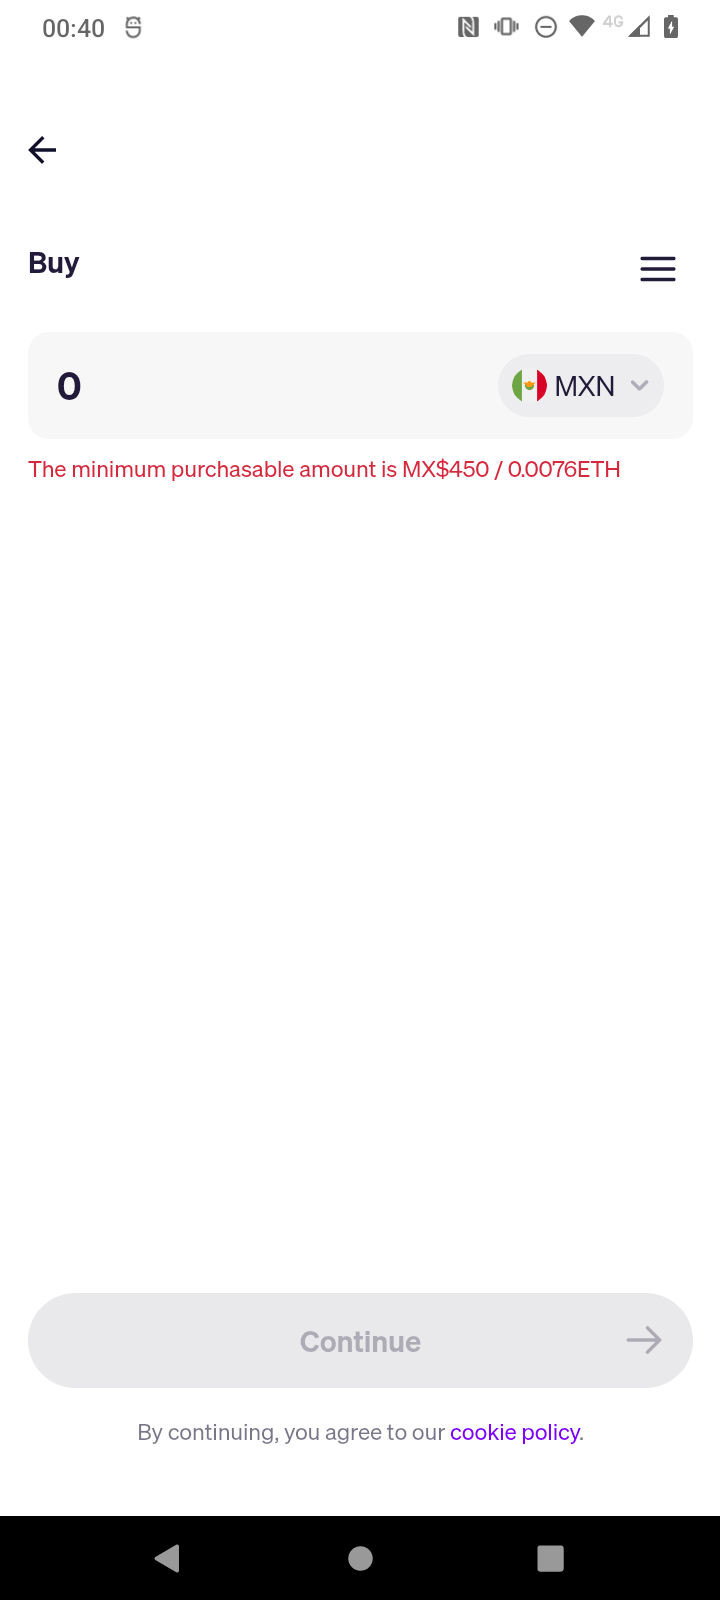 00:40
4G
Buy
0
MXN
The minimum purchasable amount is MX$450 / 0.0076ETH
Continue
By continuing, you agree to our cookie policy.